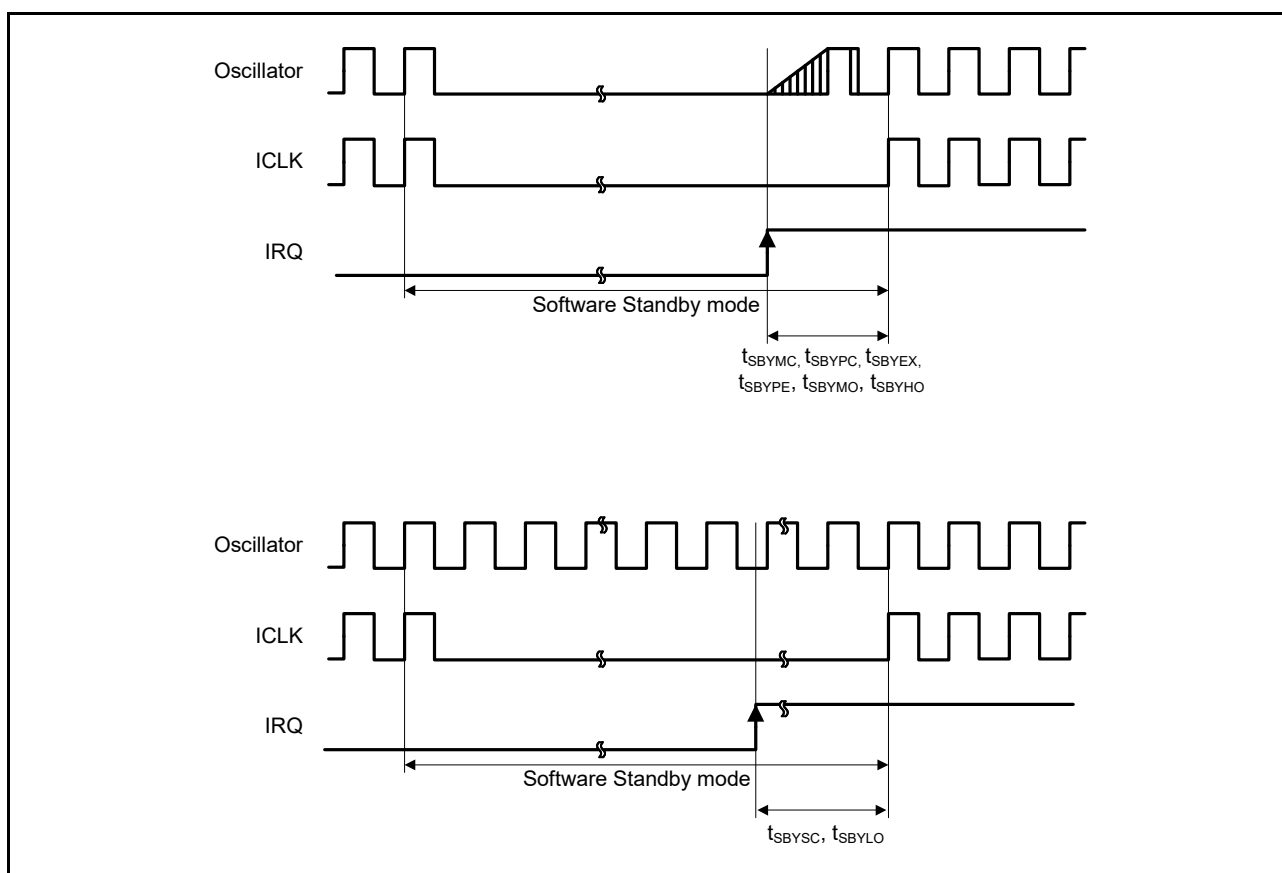 Oscillator
ICLK
IRQ
Software Standby mode
tSBYMC, tSBYPC, tSBYEX,
tSBYPE, tSBYMO, tSBYHO
Oscillator
ICLK
IRQ
Software Standby mode
tSBYSC, tSBYLO